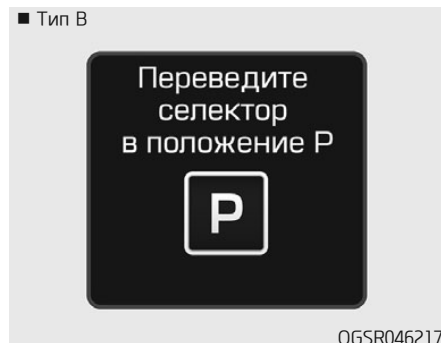 ■ Тип B
Переведите
селектор
в положение P
P
OGSR046217